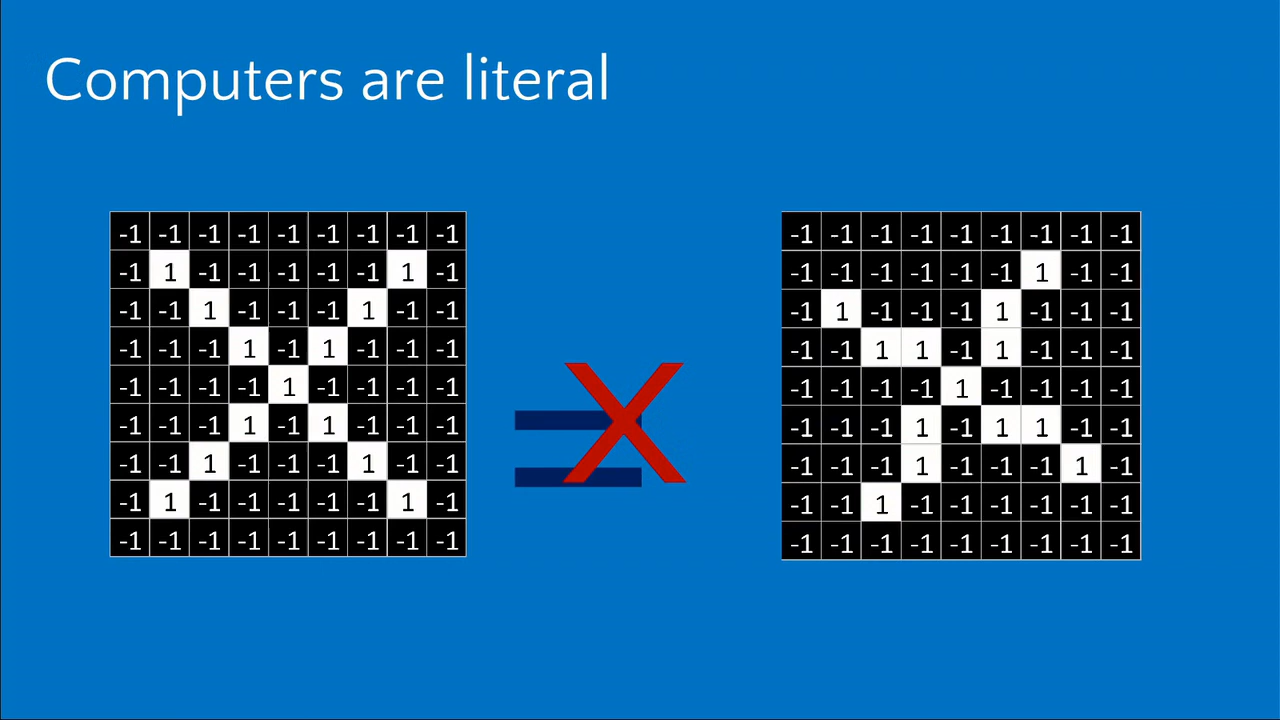 Computers are literal
-1 -1 -1 -1 -1 -1 -1 -1 -1
-1 1 -1 -1 -1 -1 -1 1 -1
-1 -1 1 -1 -1 -1 1 -1 -1
-1 -1 -1 1 -1 1 -1 -1 -1
-1 -1 -1 -1 1 -1 -1 -1 -1
-1 -1 -1 1 -1 1 -1 -1 -1
-1 -1 1 -1 -1 -1 1 -1 -1
-1 1 -1 -1 -1 -1 -1 1 -1
-1 -1 -1 -1 -1 -1 -1 -1 -1
=
X
-1 -1 -1 -1 -1 -1 -1 -1 -1
-1 -1 -1 -1 -1 -1 1 -1 -1
-1 1 -1 -1 -1 1 -1 -1 -1
-1 -1 1 1 -1 1 -1 -1 -1
-1 -1 -1 -1 1 -1 -1 -1 -1
-1 -1 -1 1 -1 1 1 -1 -1
-1 -1 -1 1 -1 -1 -1 1 -1
-1 -1 1 -1 -1 -1 -1 -1 -1
-1 -1 -1 -1 -1 -1 -1 -1 -1